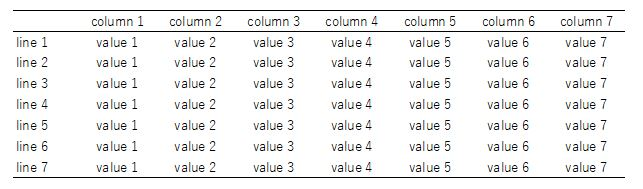 column 1 column 2 column 3 column 4 column 5 column 6 column 7
line 1 value 1 value 2 value 3 value 4 value 5 value 6 value 7
line 2 value 1 value 2 value 3 value 4 value 5 value 6 value 7
line 3 value 1 value 2 value 3 value 4 value 5 value 6 value 7
line 4 value 1 value 2 value 3 value 4 value 5 value 6 value 7
line 5 value 1 value 2 value 3 value 4 value 5 value 6 value 7
line 6 value 1 value 2 value 3 value 4 value 5 value 6 value 7
line 7 value 1 value 2 value 3 value 4 value 5 value 6 value 7